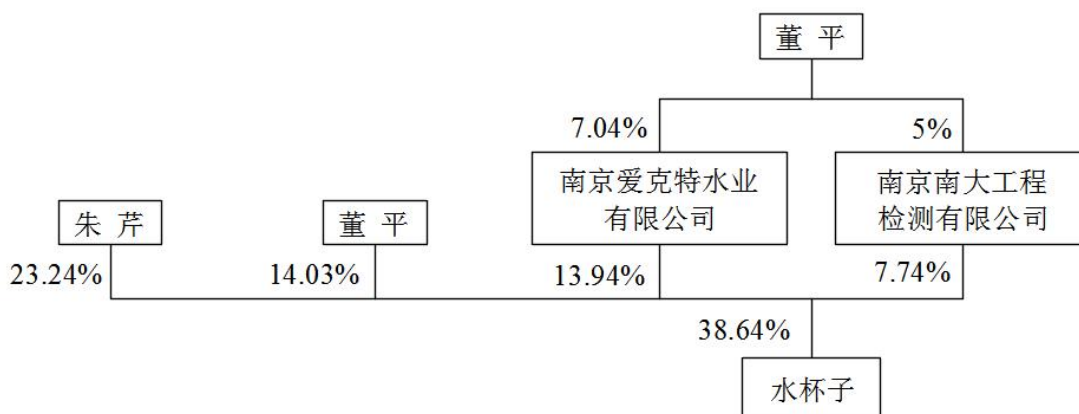 董 平
7.04%
5%
南京爱克特水业
有限公司
南京南大工程
检测有限公司
朱 芹
董 平
23.24%
14.03%
13.94%
7.74%
38.64%
水杯子